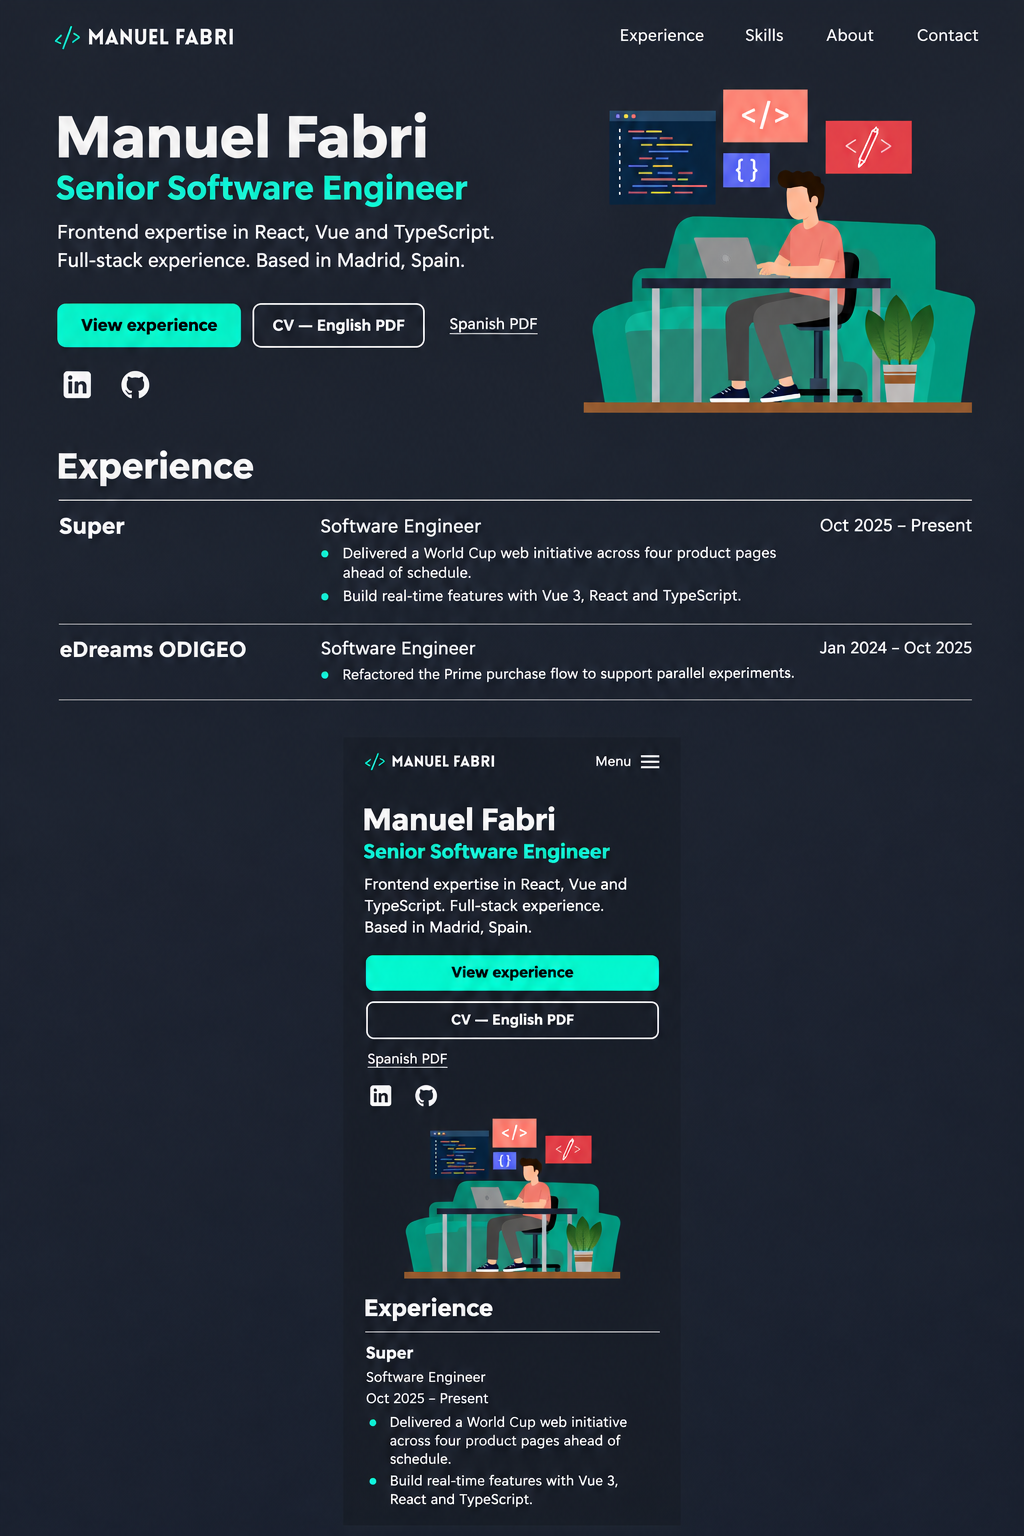 </> MANUEL FABRI
Experience Skills About Contact
Manuel Fabri
Senior Software Engineer
Frontend expertise in React, Vue and TypeScript.
Full-stack experience. Based in Madrid, Spain.
View experience
CV — English PDF
Spanish PDF
in
</>
{ }
Experience
Super
Software Engineer
Oct 2025 – Present
Delivered a World Cup web initiative across four product pages
ahead of schedule.
Build real-time features with Vue 3, React and TypeScript.
eDreams ODIGEO
Software Engineer
Jan 2024 – Oct 2025
Refactored the Prime purchase flow to support parallel experiments.
</> MANUEL FABRI
Menu
Manuel Fabri
Senior Software Engineer
Frontend expertise in React, Vue and
TypeScript. Full-stack experience.
Based in Madrid, Spain.
View experience
CV — English PDF
Spanish PDF
in
</>
{ }
Experience
Super
Software Engineer
Oct 2025 – Present
Delivered a World Cup web initiative
across four product pages ahead of
schedule.
Build real-time features with Vue 3,
React and TypeScript.